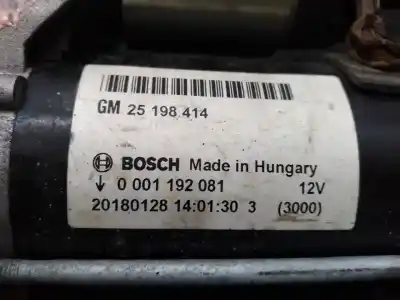 GM 25 198 414
BOSCH Made in Hungary
0 001 192 081 12V
20180128 14:01:30 3 (3000)